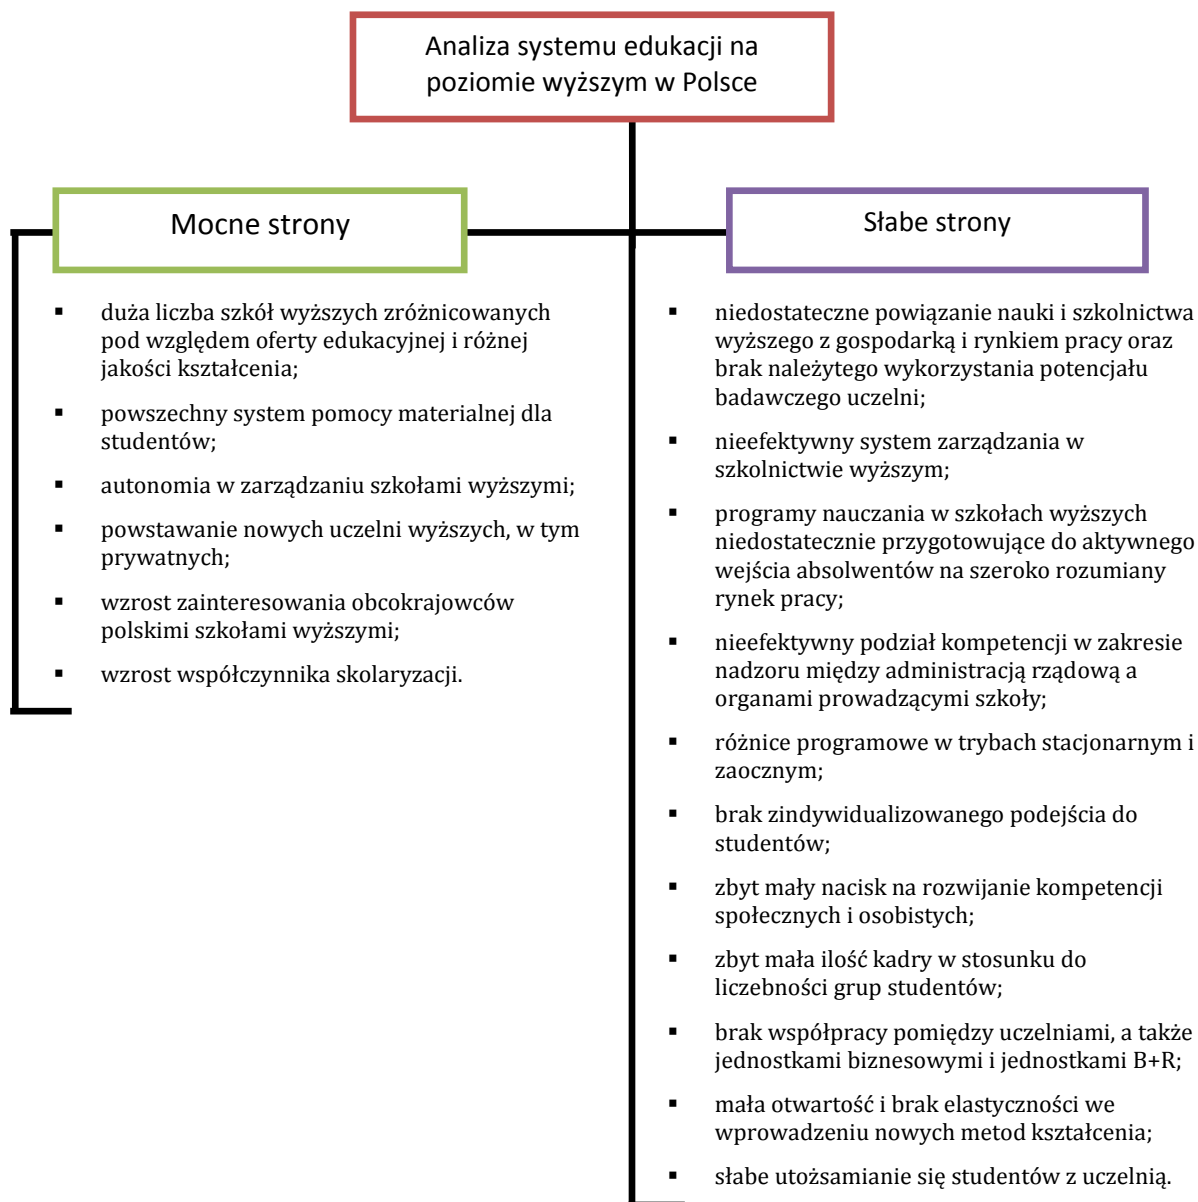 Analiza systemu edukacji na
poziomie wyższym w Polsce
Mocne strony
▪ duża liczba szkół wyższych zróżnicowanych
pod względem oferty edukacyjnej i różnej
jakości kształcenia;
▪ powszechny system pomocy materialnej dla
studentów;
▪ autonomia w zarządzaniu szkołami wyższymi;
▪ powstawanie nowych uczelni wyższych, w tym
prywatnych;
▪ wzrost zainteresowania obcokrajowców
polskimi szkołami wyższymi;
▪ wzrost współczynnika skolaryzacji.
Słabe strony
▪ niedostateczne powiązanie nauki i szkolnictwa
wyższego z gospodarką i rynkiem pracy oraz
brak należytego wykorzystania potencjału
badawczego uczelni;
▪ nieefektywny system zarządzania w
szkolnictwie wyższym;
▪ programy nauczania w szkołach wyższych
niedostatecznie przygotowujące do aktywnego
wejścia absolwentów na szeroko rozumiany
rynek pracy;
▪ nieefektywny podział kompetencji w zakresie
nadzoru między administracją rządową a
organami prowadzącymi szkoły;
▪ różnice programowe w trybach stacjonarnym i
zaocznym;
▪ brak zindywidualizowanego podejścia do
studentów;
▪ zbyt mały nacisk na rozwijanie kompetencji
społecznych i osobistych;
▪ zbyt mała ilość kadry w stosunku do
liczebności grup studentów;
▪ brak współpracy pomiędzy uczelniami, a także
jednostkami biznesowymi i jednostkami B+R;
▪ mała otwartość i brak elastyczności we
wprowadzeniu nowych metod kształcenia;
▪ słabe utożsamianie się studentów z uczelnią.